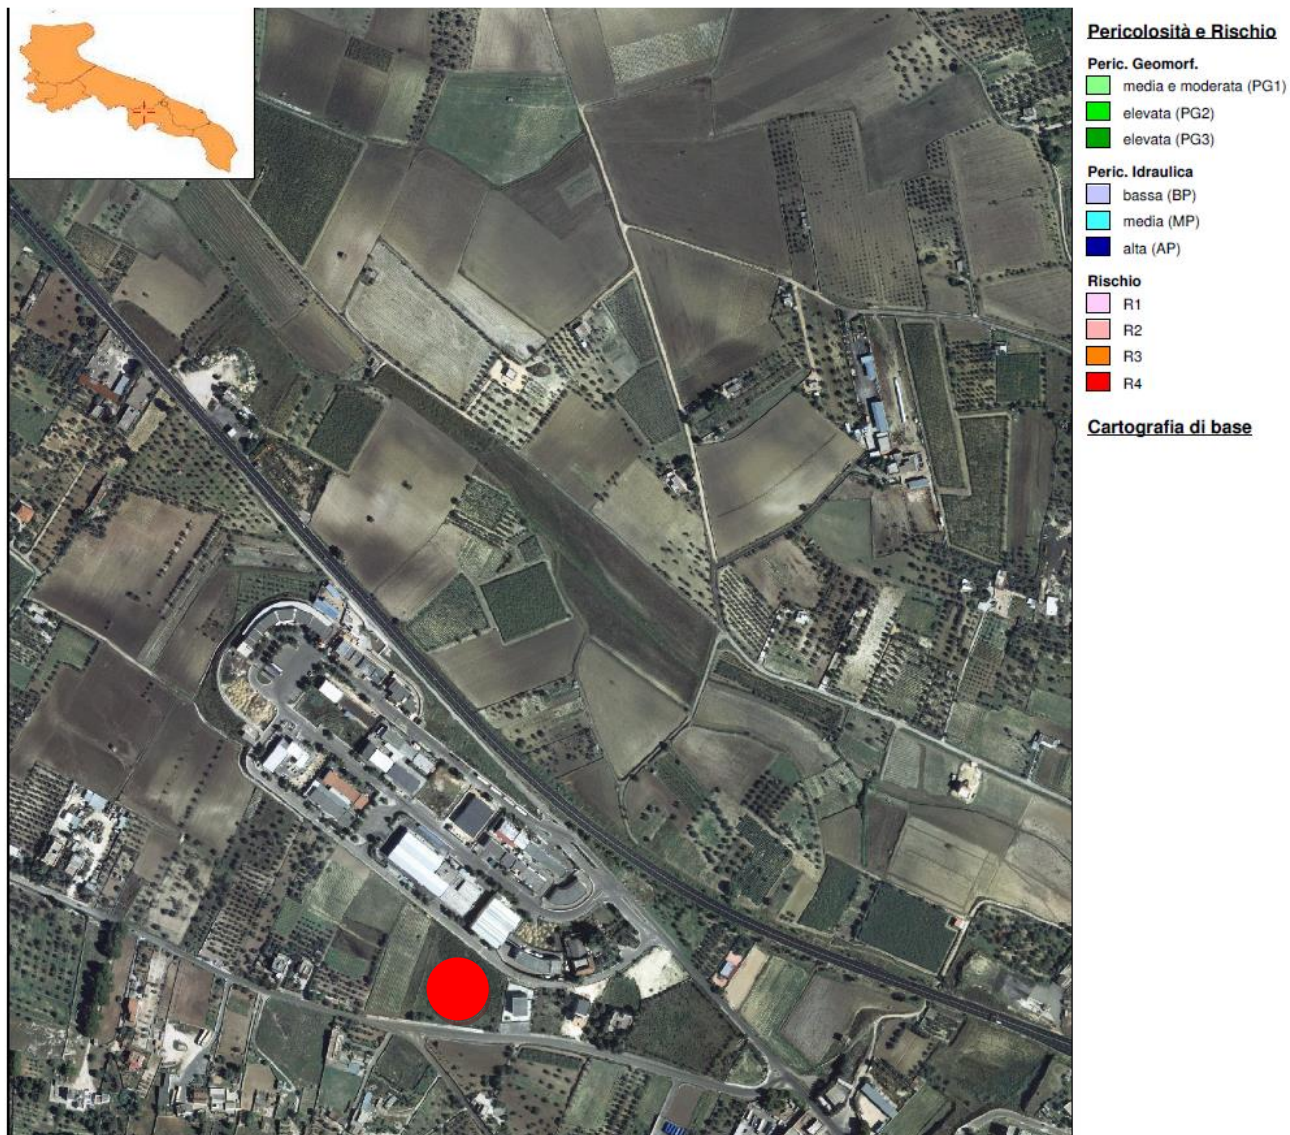 Pericolosità e Rischio
Peric. Geomorf.
media e moderata (PG1)
elevata (PG2)
elevata (PG3)
Peric. Idraulica
bassa (BP)
media (MP)
alta (AP)
Rischio
R1
R2
R3
R4
Cartografia di base